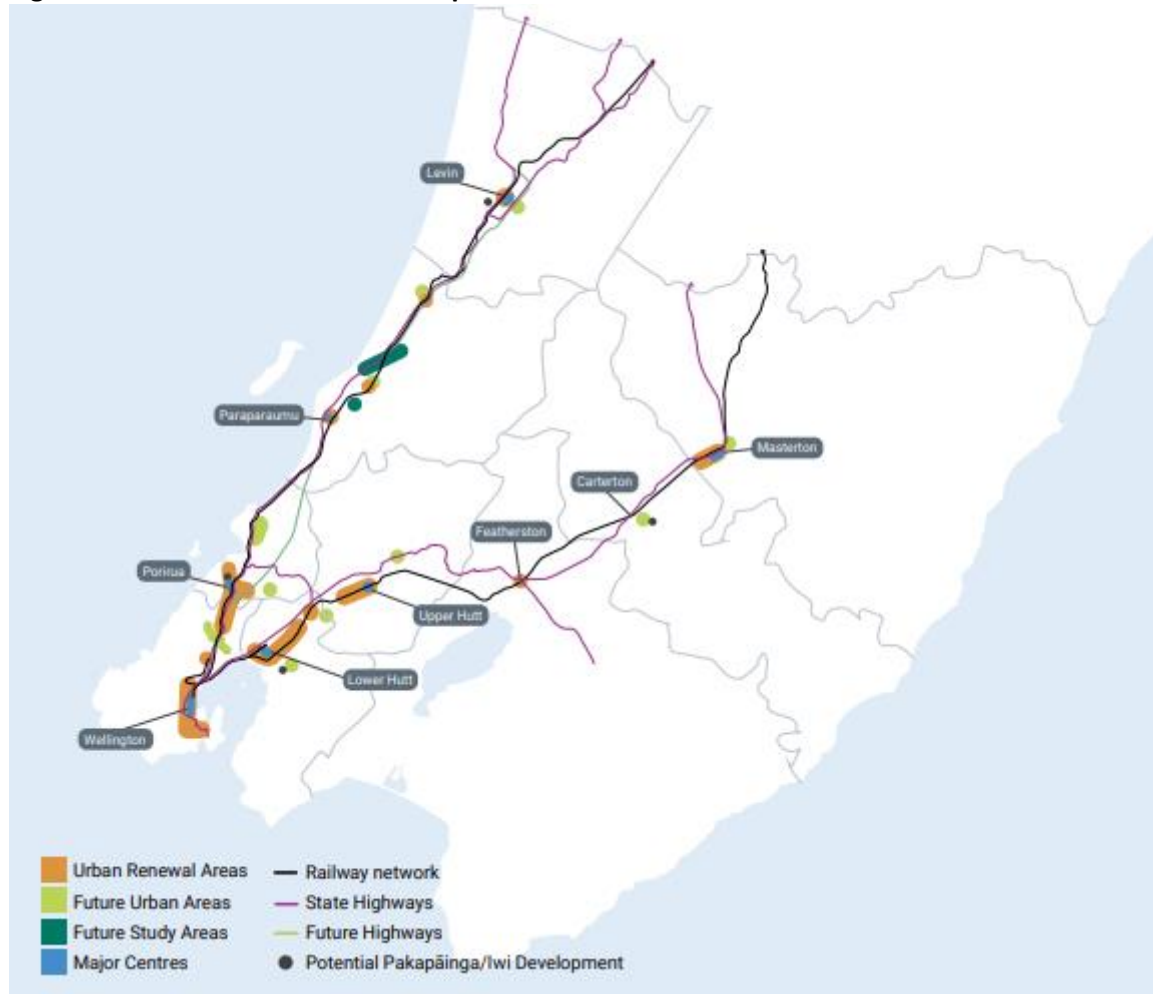 Levin
Paraparaumu
Masterton
Carterton
Featherston
Porirua
Upper Hutt
Lower Hutt
Wellington
Urban Renewal Areas
Future Urban Areas
Future Study Areas
Major Centres
Railway network
State Highways
Future Highways
Potential Pakapāinga/Iwi Development